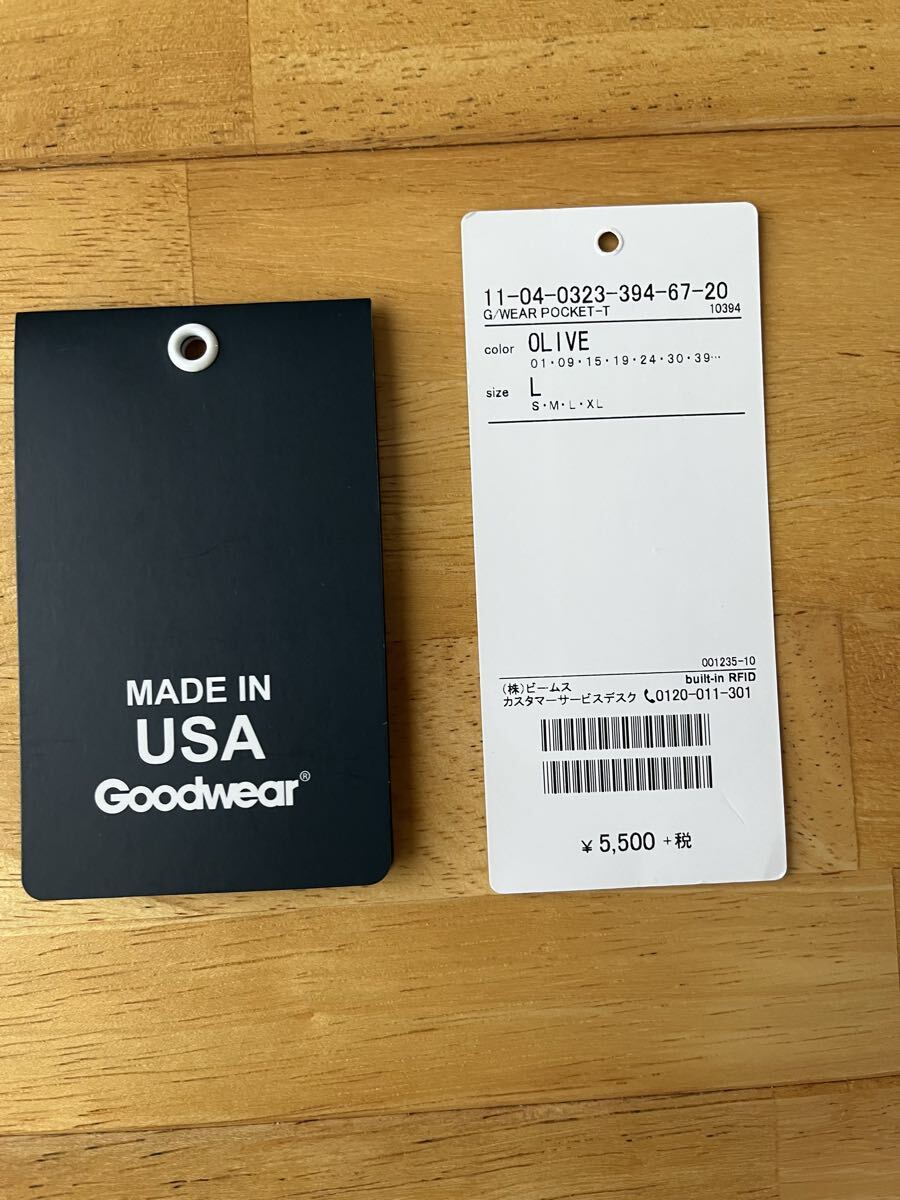 MADE IN
USA
Goodwear®
11-04-0323-394-67-20
G/WEAR POCKET-T 10394
color OLIVE
01・09・15・19・24・30・39…
size L
S・M・L・XL
001235-10
built-in RFID
(株)ビームス
カスタマーサービスデスク 0120-011-301
¥ 5,500 +税